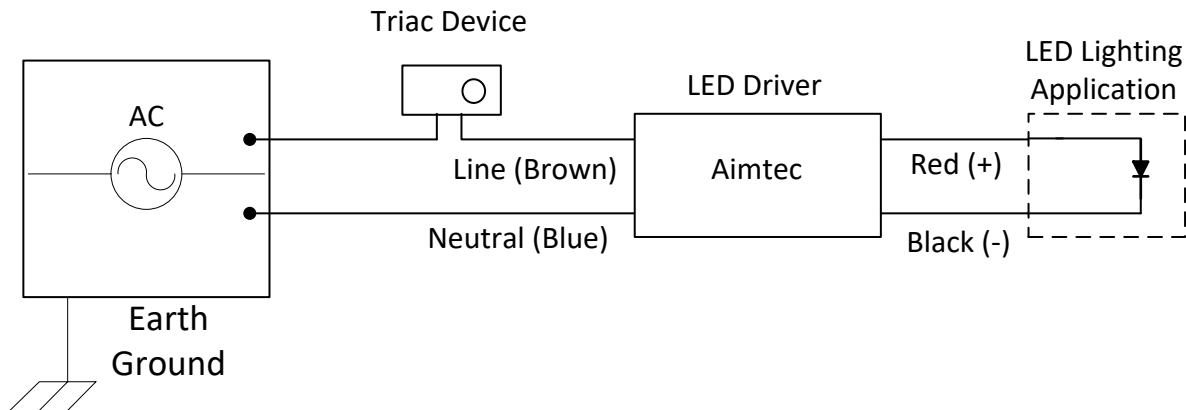 Triac Device
LED Lighting
Application
LED Driver
AC
Line (Brown)
Aimtec
Red (+)
Neutral (Blue)
Black (-)
Earth
Ground